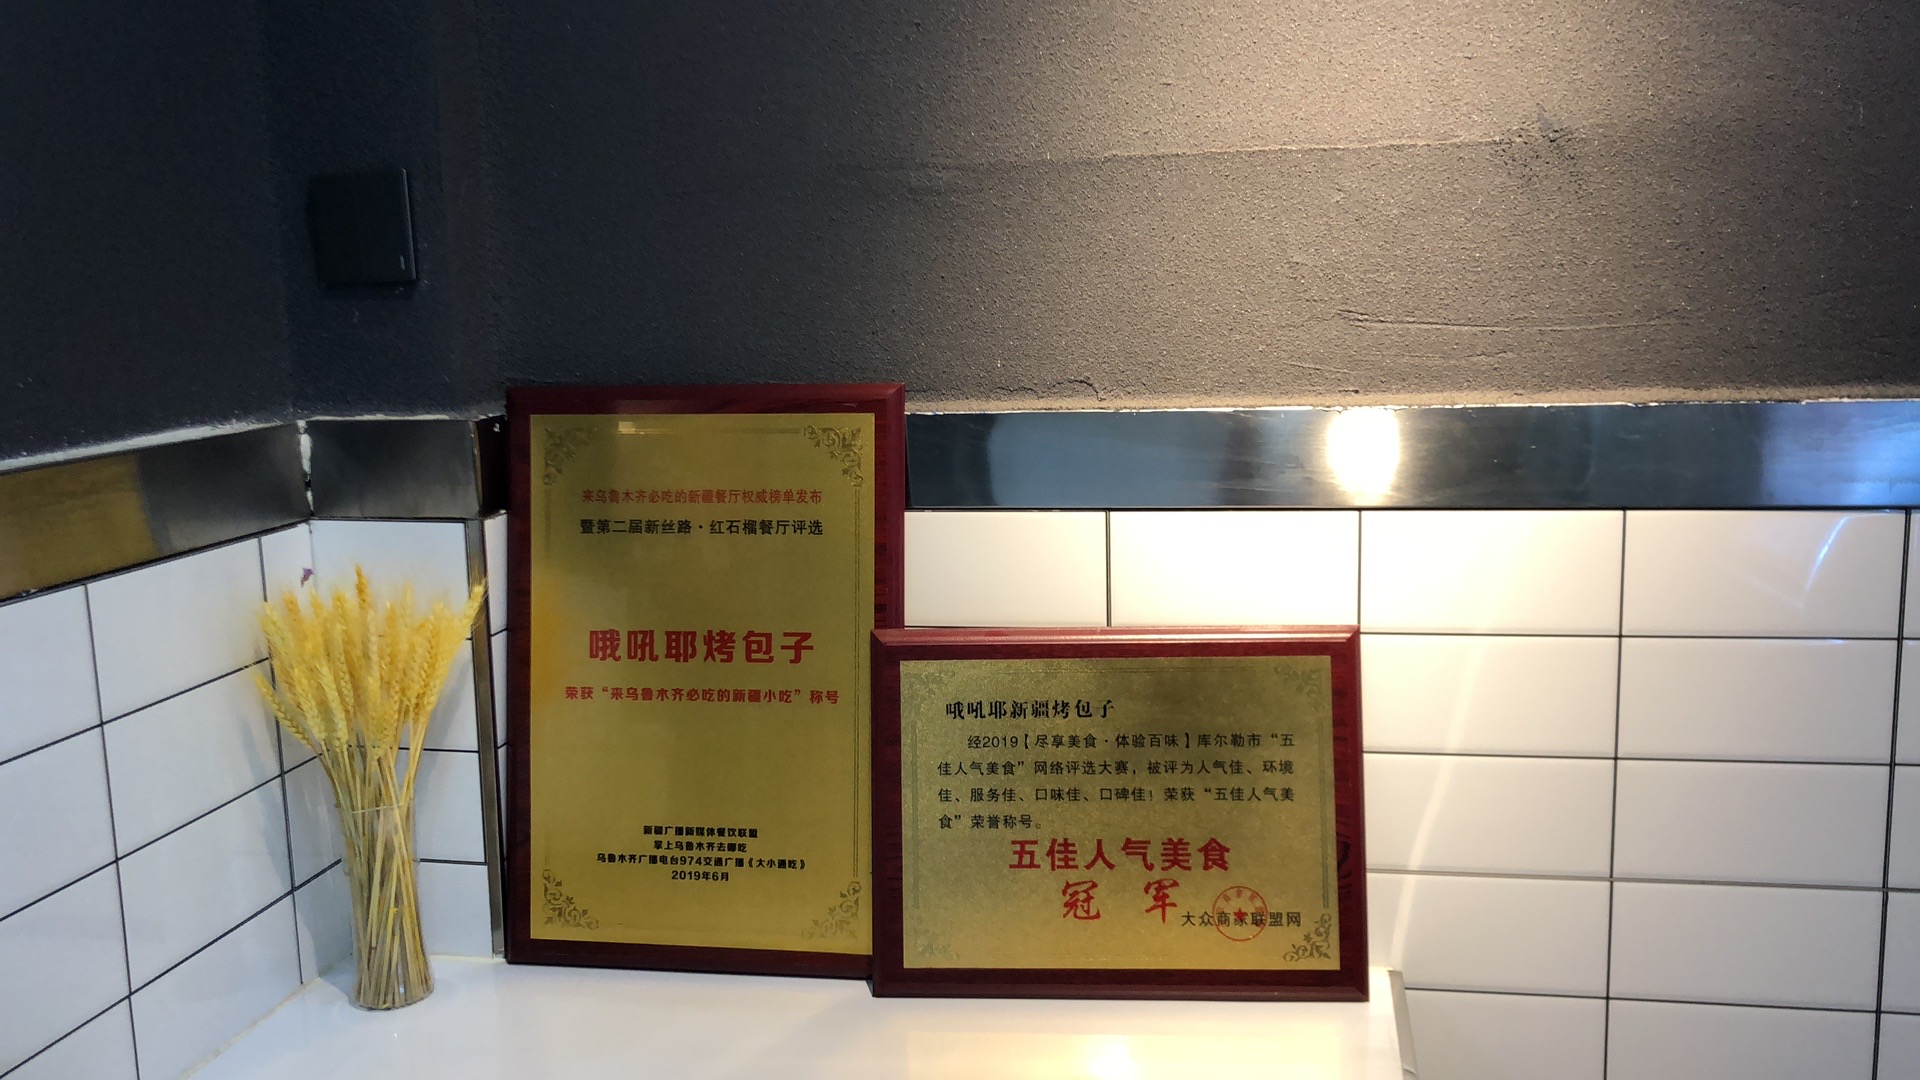 来乌鲁木齐必吃的新疆餐厅权威榜单发布
暨第二届新丝路·红石榴餐厅评选
哦吼耶烤包子
荣获“来乌鲁木齐必吃的新疆小吃”称号
新疆广播新媒体餐饮联盟
掌上乌鲁木齐去哪吃
乌鲁木齐广播电台974交通广播《大小通吃》
2019年6月
哦吼耶新疆烤包子
经2019【尽享美食·体验百味】库尔勒市“五
佳人气美食”网络评选大赛，被评为人气佳、环境
佳、服务佳、口味佳、口碑佳！荣获“五佳人气美
食”荣誉称号。
五佳人气美食
冠 军
大众商家联盟网